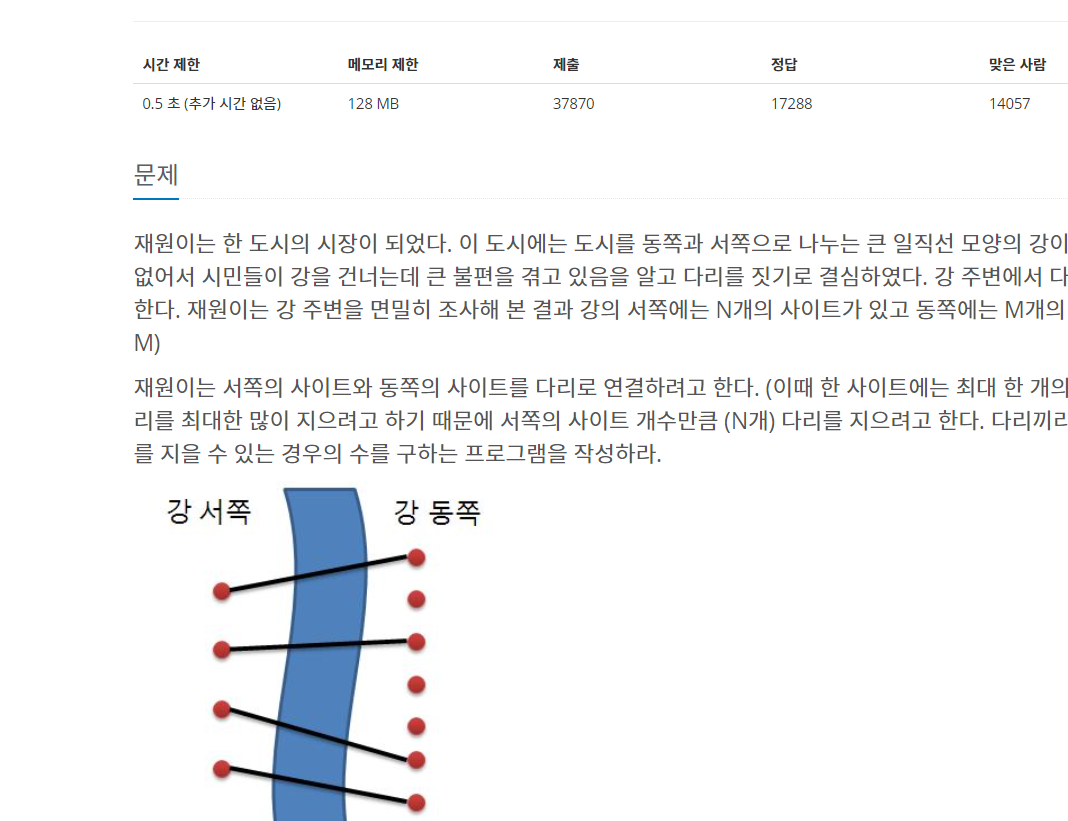 시간 제한 메모리 제한 제출 정답 맞은 사람
0.5 초 (추가 시간 없음) 128 MB 37870 17288 14057
문제
재원이는 한 도시의 시장이 되었다. 이 도시에는 도시를 동쪽과 서쪽으로 나누는 큰 일직선 모양의 강이
없어서 시민들이 강을 건너는데 큰 불편을 겪고 있음을 알고 다리를 짓기로 결심하였다. 강 주변에서 다
한다. 재원이는 강 주변을 면밀히 조사해 본 결과 강의 서쪽에는 N개의 사이트가 있고 동쪽에는 M개의
M)
재원이는 서쪽의 사이트와 동쪽의 사이트를 다리로 연결하려고 한다. (이때 한 사이트에는 최대 한 개의
리를 최대한 많이 지으려고 하기 때문에 서쪽의 사이트 개수만큼 (N개) 다리를 지으려고 한다. 다리끼리
를 지을 수 있는 경우의 수를 구하는 프로그램을 작성하라.
강 서쪽 강 동쪽